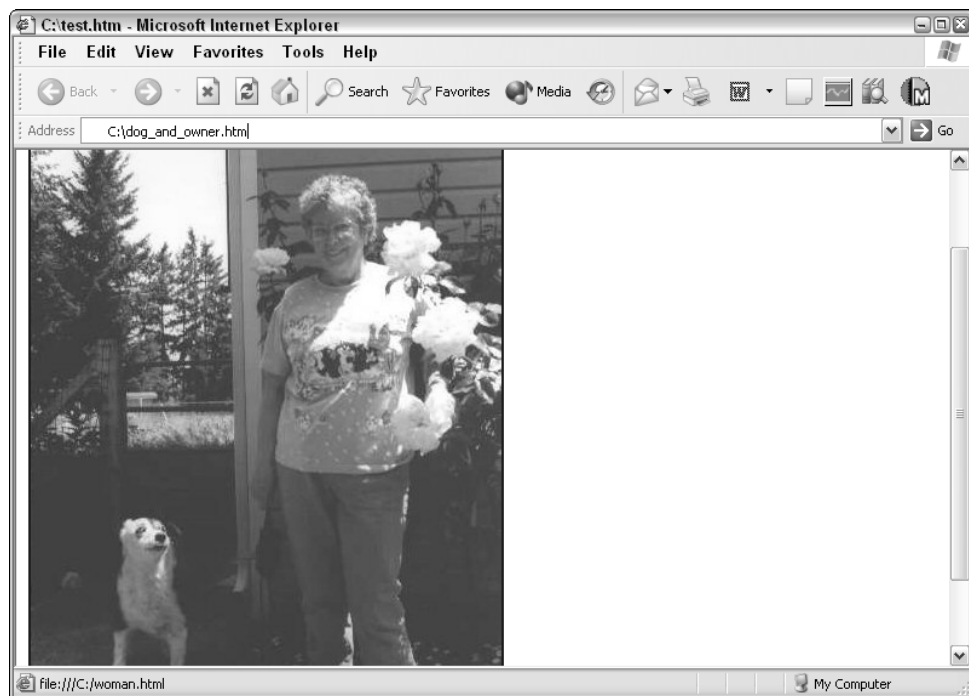 C:\test.htm - Microsoft Internet Explorer
File Edit View Favorites Tools Help
Back Search Favorites Media
Address C:\dog_and_owner.htm Go
file:///C:/woman.html My Computer